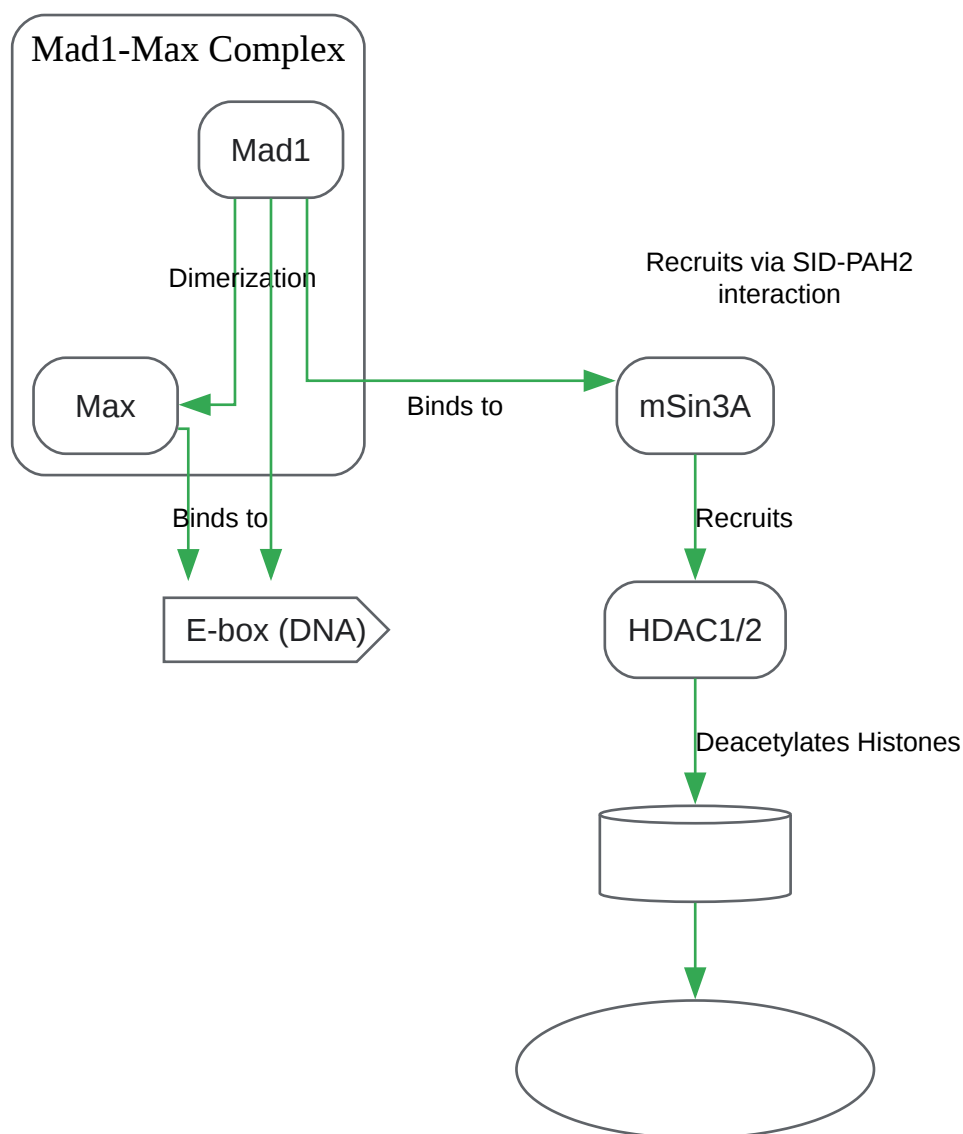 Mad1-Max Complex
Mad1
Dimerization
Recruits via SID-PAH2
interaction
Max
Binds to
mSin3A
Binds to
Recruits
E-box (DNA)
HDAC1/2
Deacetylates Histones